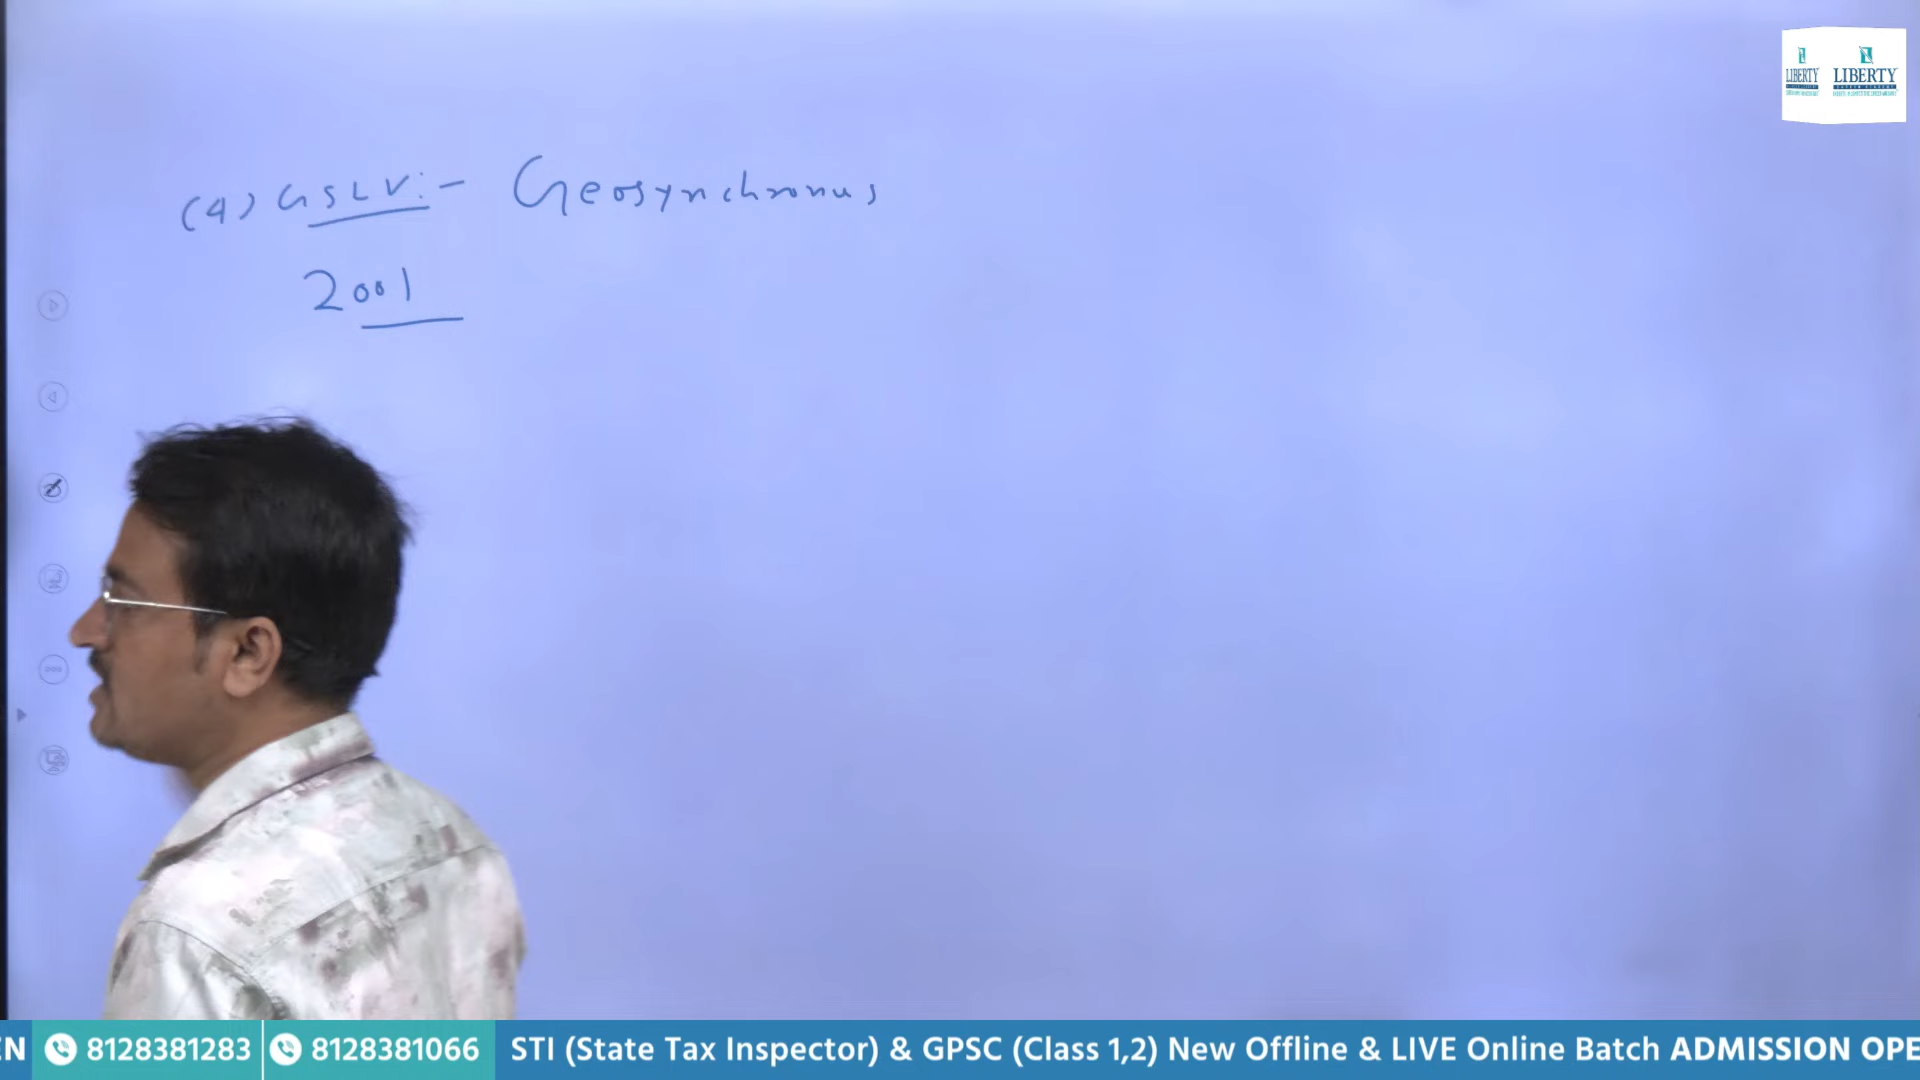 LIBERTY LIBERTY
(4) GSLV:- Geosynchronus
2001
EN 8128381283 8128381066 STI (State Tax Inspector) & GPSC (Class 1,2) New Offline & LIVE Online Batch ADMISSION OPE